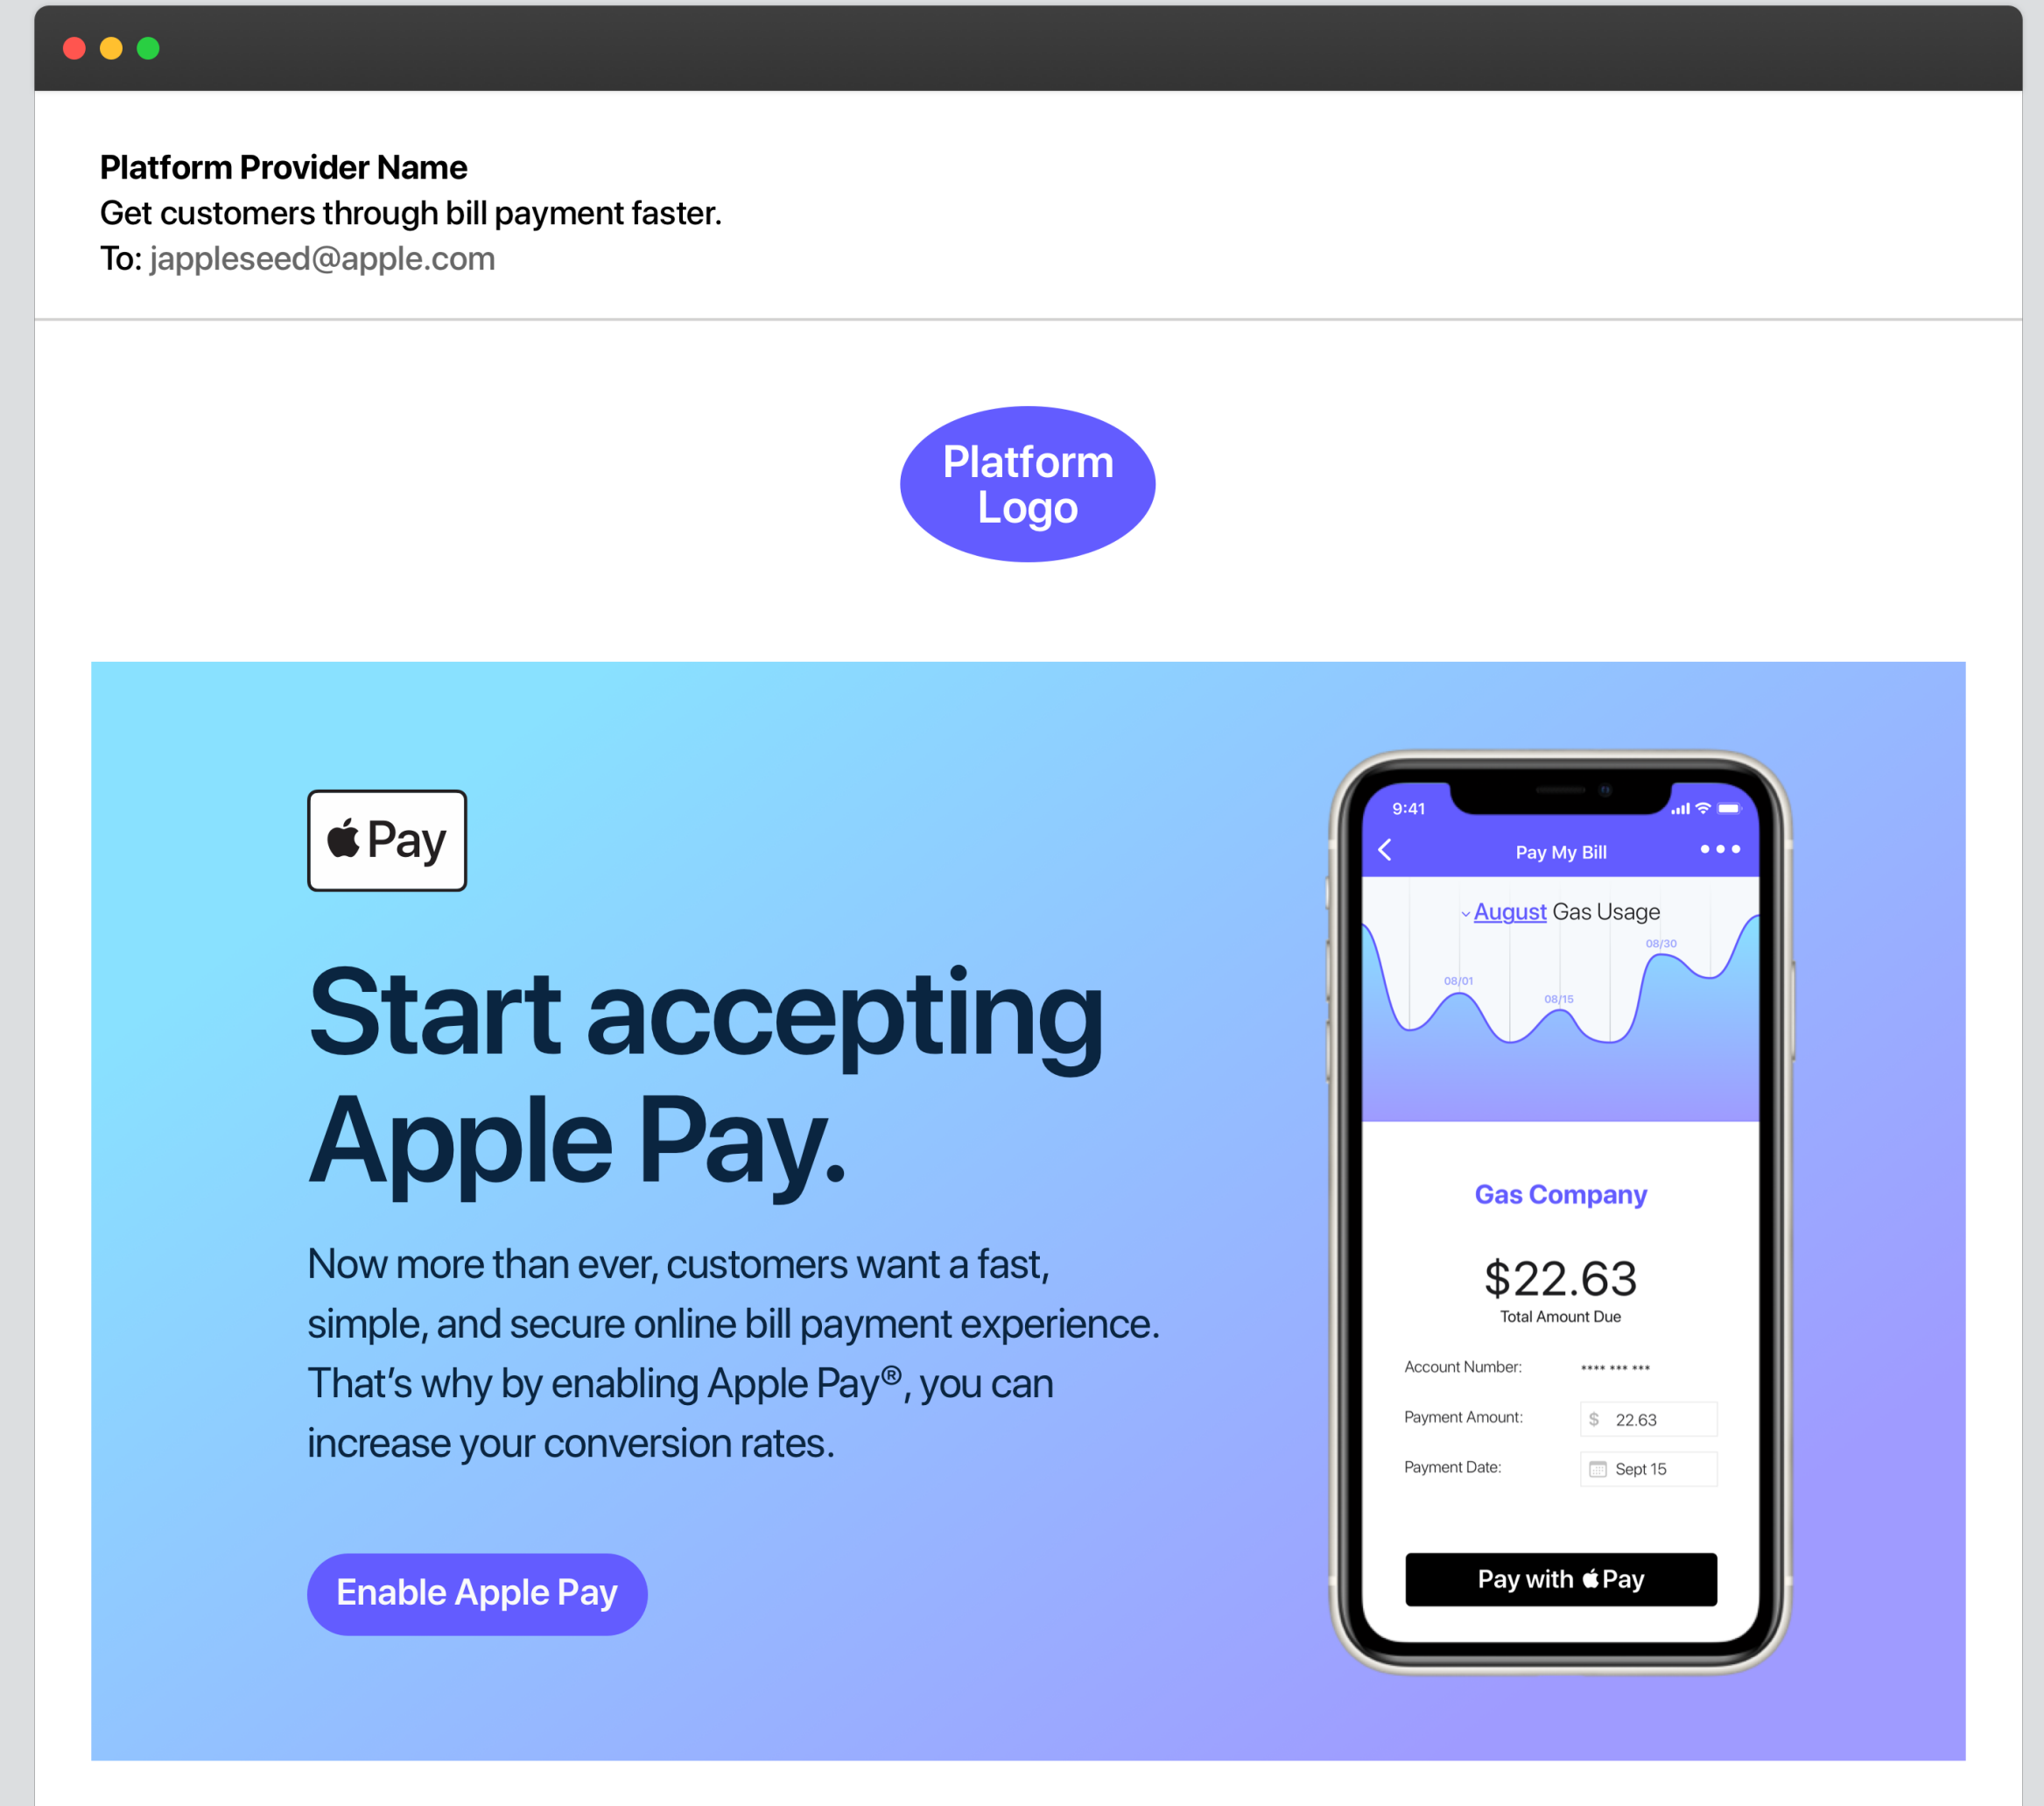 Platform Provider Name
Get customers through bill payment faster.
To: jappleseed@apple.com
Platform
Logo
Pay
Start accepting
Apple Pay.
Now more than ever, customers want a fast,
simple, and secure online bill payment experience.
That’s why by enabling Apple Pay®, you can
increase your conversion rates.
Enable Apple Pay
9:41
Pay My Bill
August Gas Usage
08/30
08/01
08/15
Gas Company
$22.63
Total Amount Due
Account Number: •••• ••• •••
Payment Amount: $ 22.63
Payment Date: Sept 15
Pay with Pay